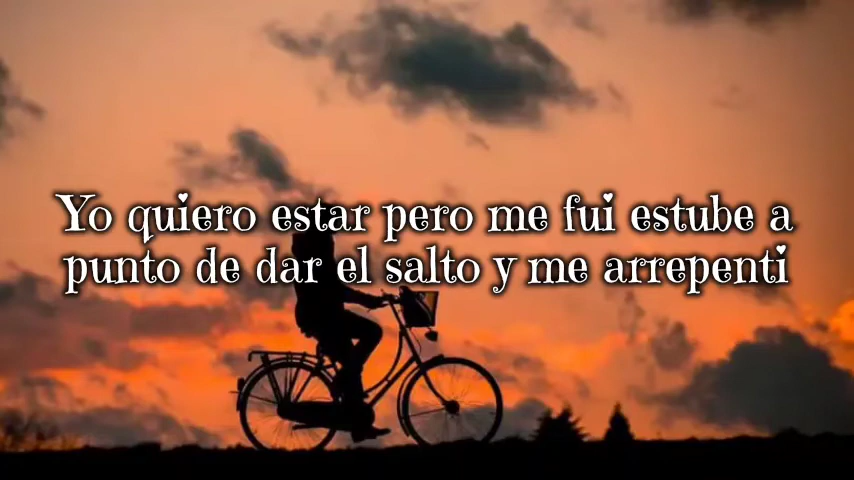 Yo quiero estar pero me fui estube a
punto de dar el salto y me arrepenti